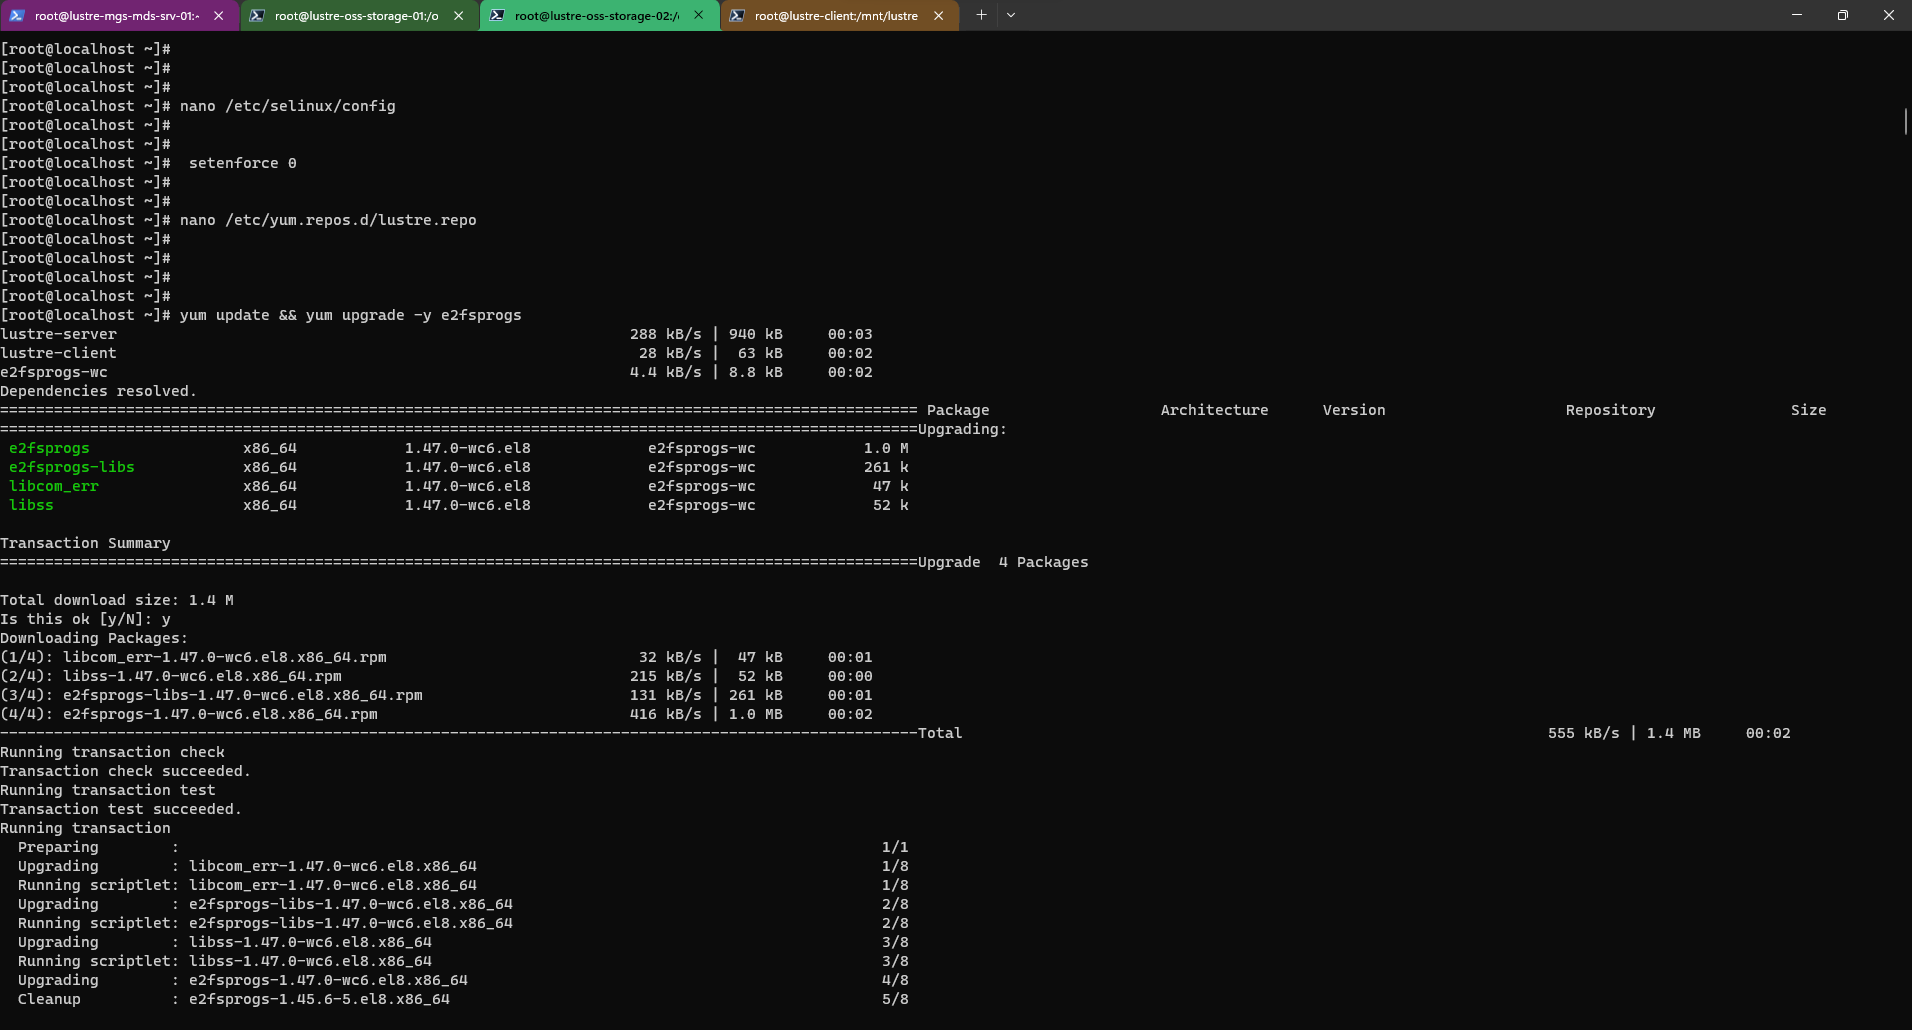 root@lustre-mgs-mds-srv-01:~ root@lustre-oss-storage-01:/o root@lustre-oss-storage-02:/ root@lustre-client:/mnt/lustre
[root@localhost ~]#
[root@localhost ~]#
[root@localhost ~]#
[root@localhost ~]# nano /etc/selinux/config
[root@localhost ~]#
[root@localhost ~]#
[root@localhost ~]#  setenforce 0
[root@localhost ~]#
[root@localhost ~]#
[root@localhost ~]# nano /etc/yum.repos.d/lustre.repo
[root@localhost ~]#
[root@localhost ~]#
[root@localhost ~]#
[root@localhost ~]#
[root@localhost ~]# yum update && yum upgrade -y e2fsprogs
lustre-server 288 kB/s | 940 kB 00:03
lustre-client 28 kB/s | 63 kB 00:02
e2fsprogs-wc 4.4 kB/s | 8.8 kB 00:02
Dependencies resolved.
====================================================================================================== Package Architecture Version Repository Size
======================================================================================================Upgrading:
e2fsprogs x86_64 1.47.0-wc6.el8 e2fsprogs-wc 1.0 M
e2fsprogs-libs x86_64 1.47.0-wc6.el8 e2fsprogs-wc 261 k
libcom_err x86_64 1.47.0-wc6.el8 e2fsprogs-wc 47 k
libss x86_64 1.47.0-wc6.el8 e2fsprogs-wc 52 k
Transaction Summary
======================================================================================================Upgrade  4 Packages
Total download size: 1.4 M
Is this ok [y/N]: y
Downloading Packages:
(1/4): libcom_err-1.47.0-wc6.el8.x86_64.rpm 32 kB/s | 47 kB 00:01
(2/4): libss-1.47.0-wc6.el8.x86_64.rpm 215 kB/s | 52 kB 00:00
(3/4): e2fsprogs-libs-1.47.0-wc6.el8.x86_64.rpm 131 kB/s | 261 kB 00:01
(4/4): e2fsprogs-1.47.0-wc6.el8.x86_64.rpm 416 kB/s | 1.0 MB 00:02
------------------------------------------------------------------------------------------------------Total 555 kB/s | 1.4 MB 00:02
Running transaction check
Transaction check succeeded.
Running transaction test
Transaction test succeeded.
Running transaction
Preparing : 1/1
Upgrading : libcom_err-1.47.0-wc6.el8.x86_64 1/8
Running scriptlet: libcom_err-1.47.0-wc6.el8.x86_64 1/8
Upgrading : e2fsprogs-libs-1.47.0-wc6.el8.x86_64 2/8
Running scriptlet: e2fsprogs-libs-1.47.0-wc6.el8.x86_64 2/8
Upgrading : libss-1.47.0-wc6.el8.x86_64 3/8
Running scriptlet: libss-1.47.0-wc6.el8.x86_64 3/8
Upgrading : e2fsprogs-1.47.0-wc6.el8.x86_64 4/8
Cleanup : e2fsprogs-1.45.6-5.el8.x86_64 5/8